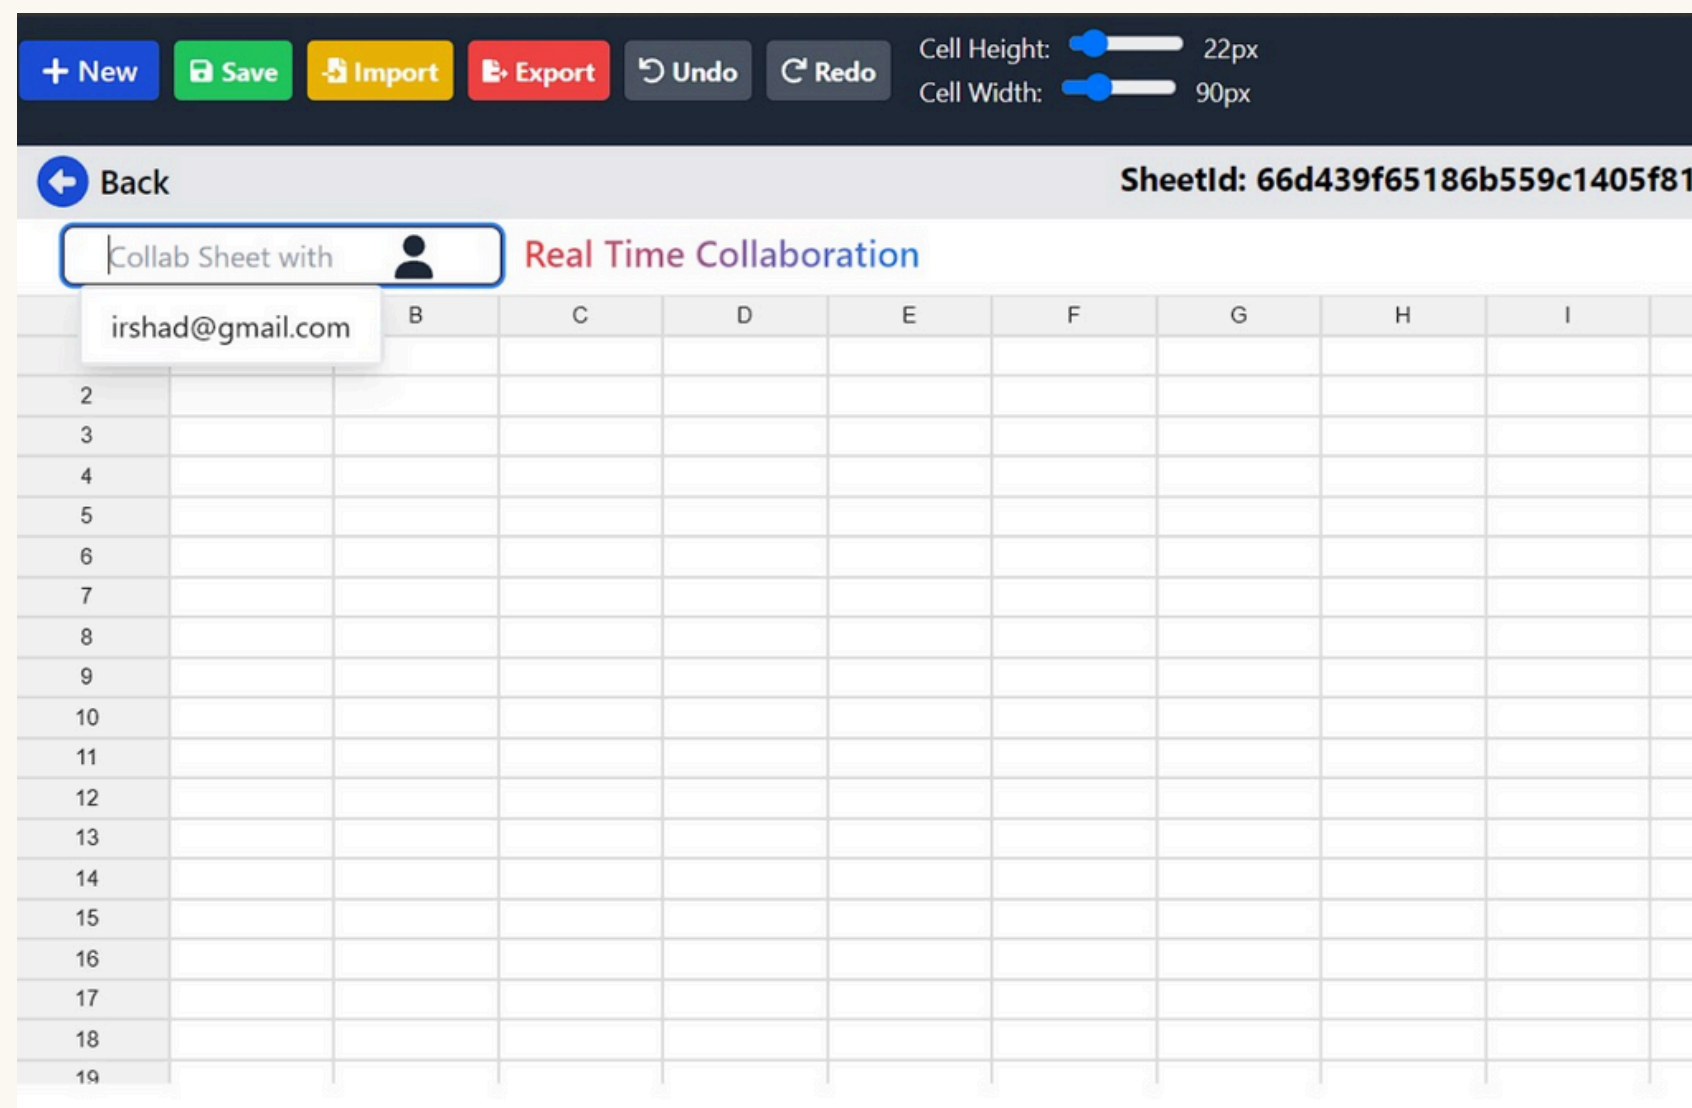 New Save Import Export Undo Redo
Cell Height: 22px
Cell Width: 90px
Back SheetId: 66d439f65186b559c1405f81
Collab Sheet with Real Time Collaboration
irshad@gmail.com
B C D E F G H I
2
3
4
5
6
7
8
9
10
11
12
13
14
15
16
17
18
19